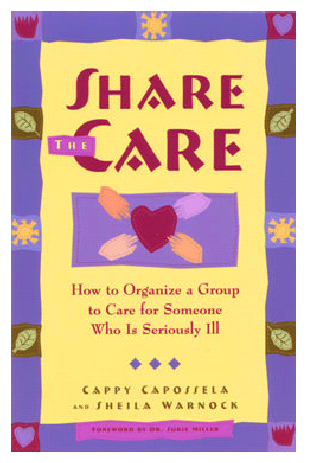 SHARE
THE CARE
How to Organize a Group
to Care for Someone
Who Is Seriously Ill
CAPPY CAPOSSELA
AND SHEILA WARNOCK
FOREWORD BY DR. SUKIE MILLER